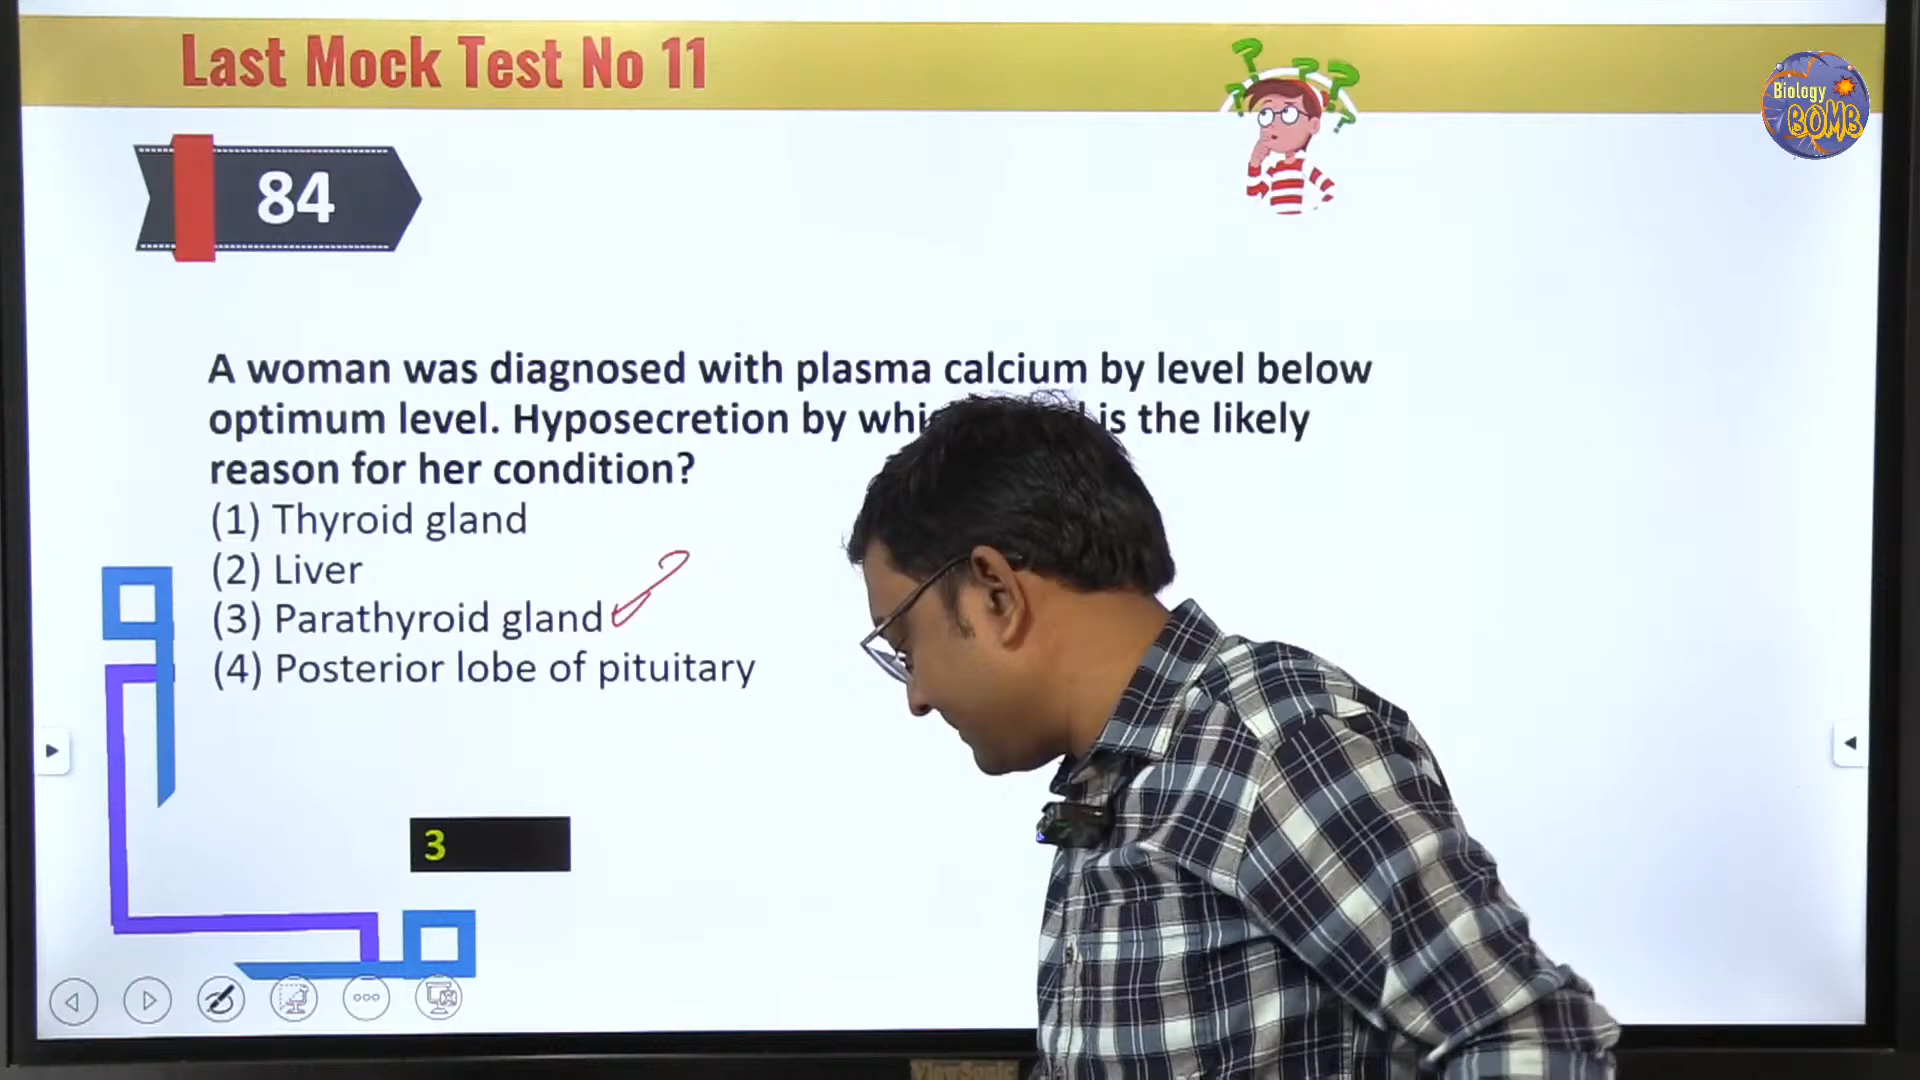 Last Mock Test No 11
Biology
BOMB
84
A woman was diagnosed with plasma calcium by level below
optimum level. Hyposecretion by is the likely
reason for her condition?
(1) Thyroid gland
(2) Liver
(3) Parathyroid gland
(4) Posterior lobe of pituitary
3
ViewSonic